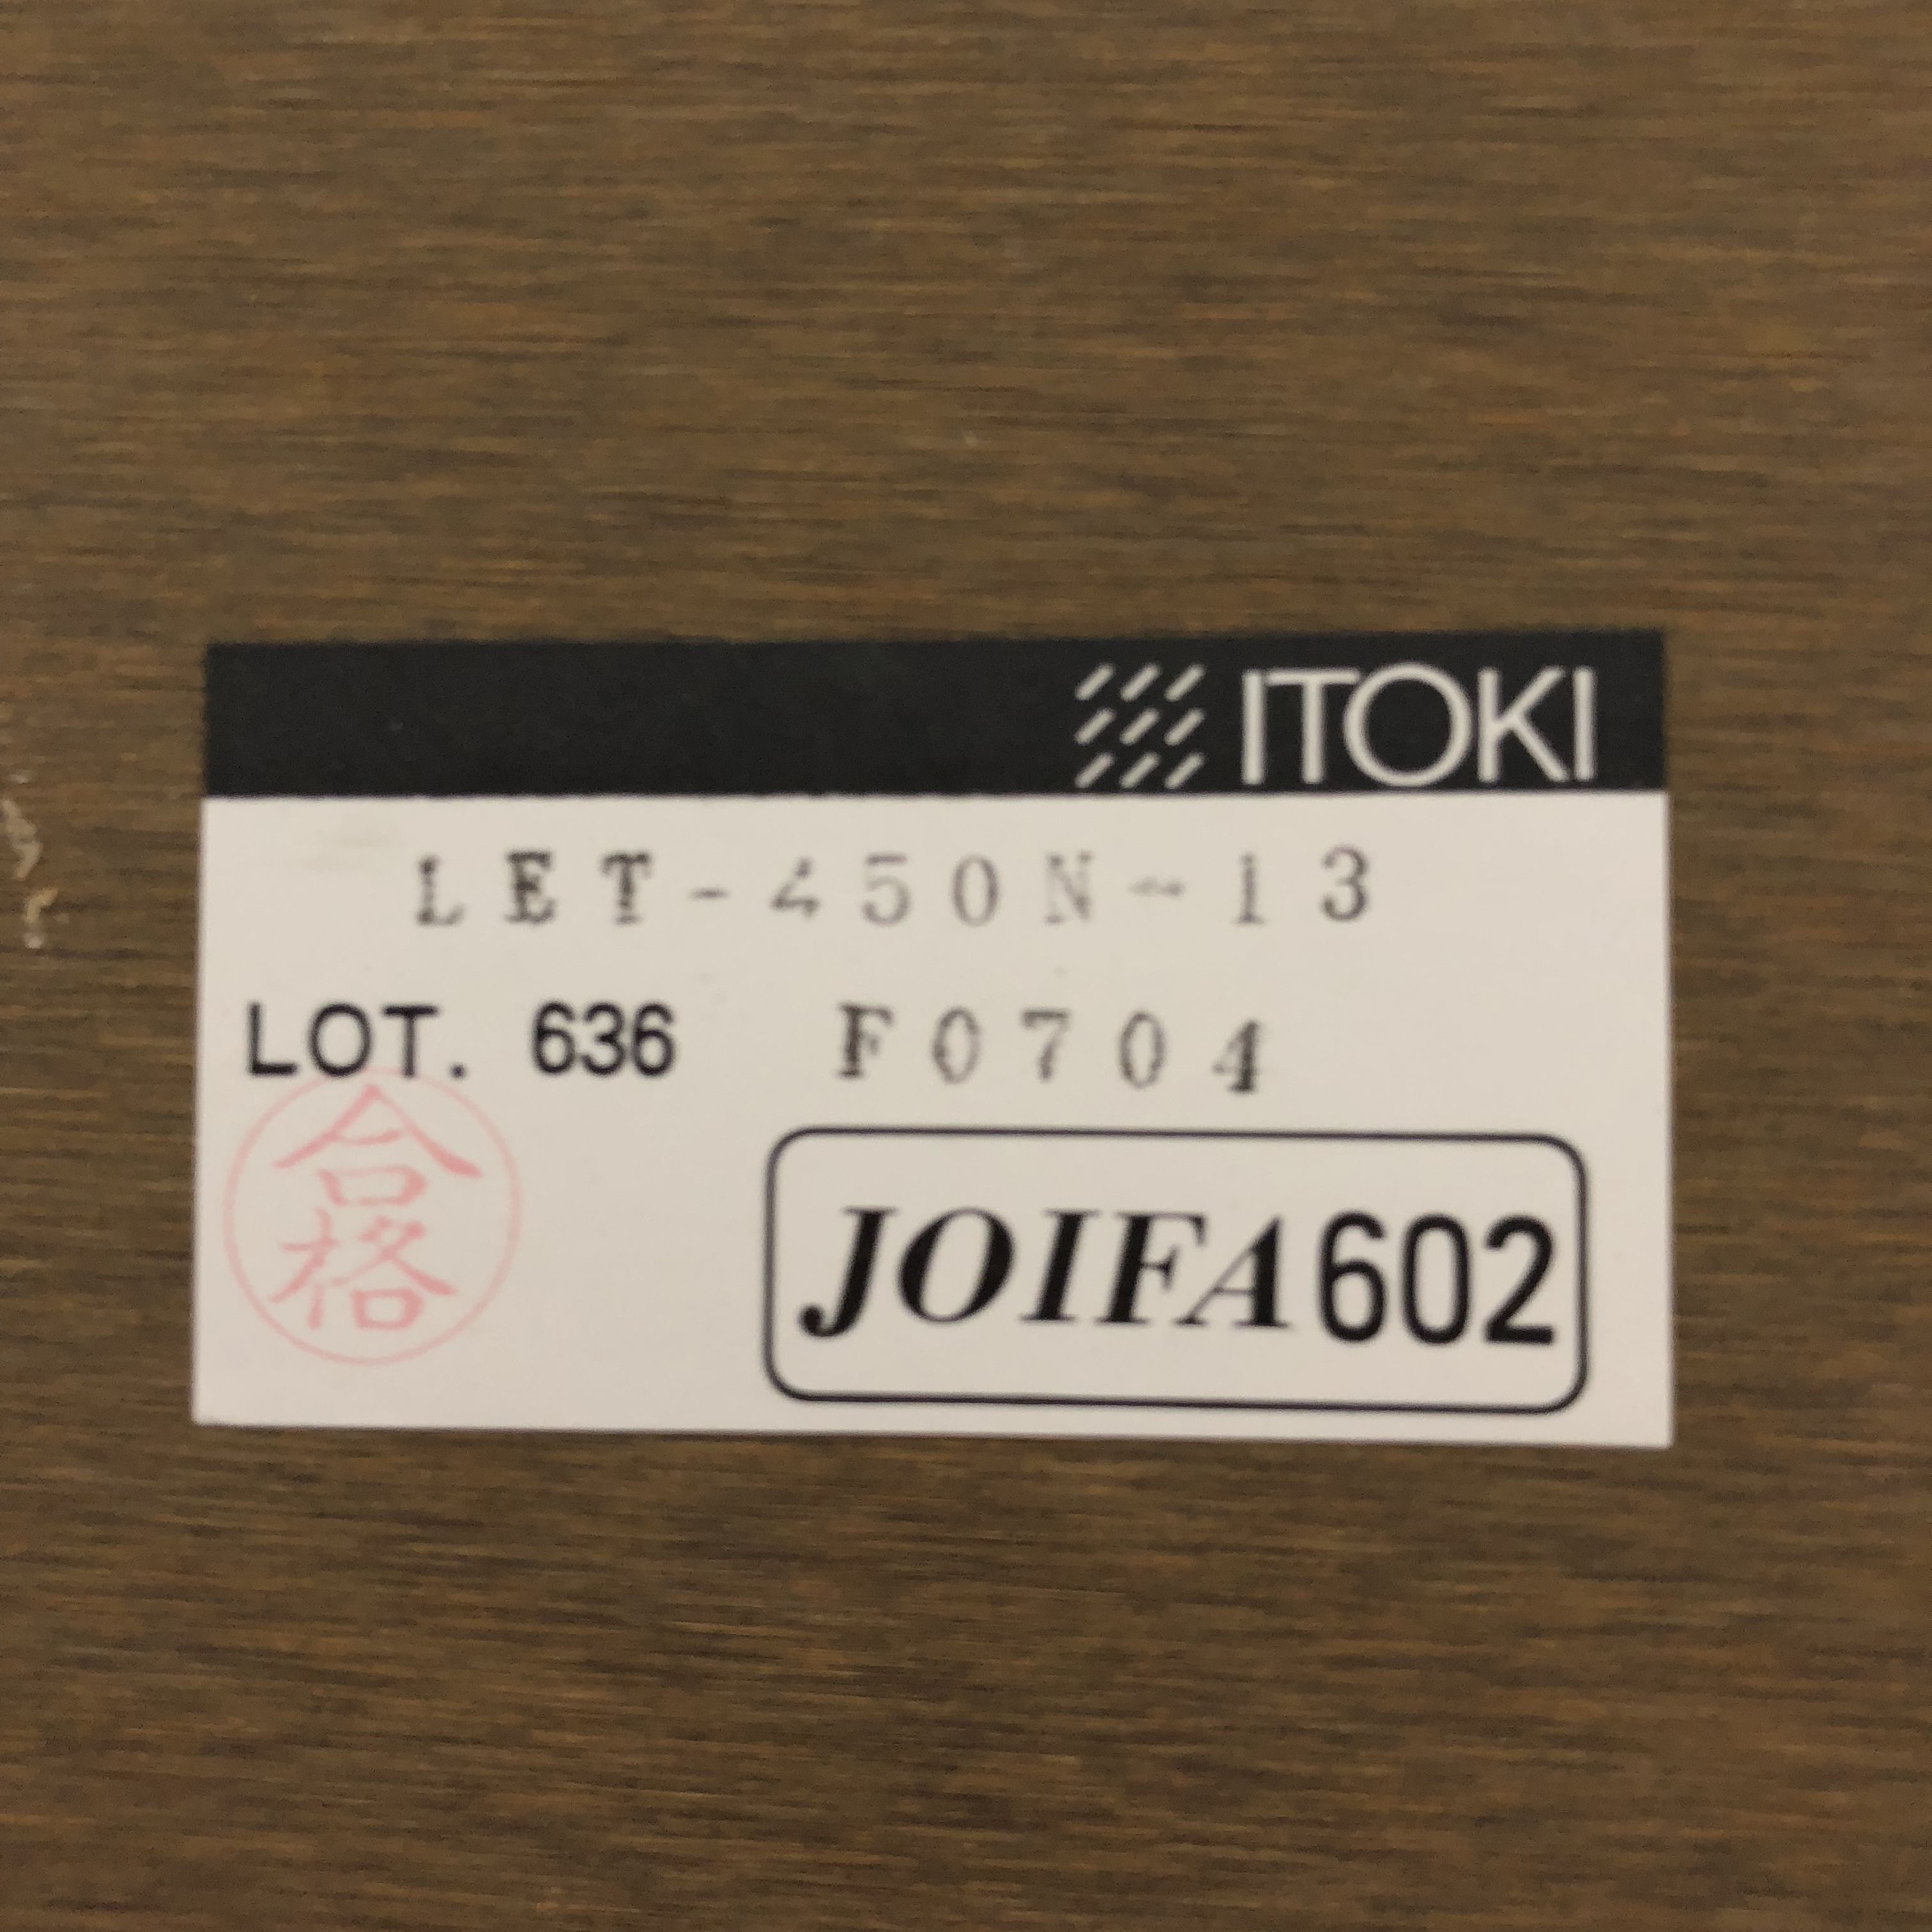 ITOKI
LET-450N-13
LOT. 636 F0704
合格
JOIFA602